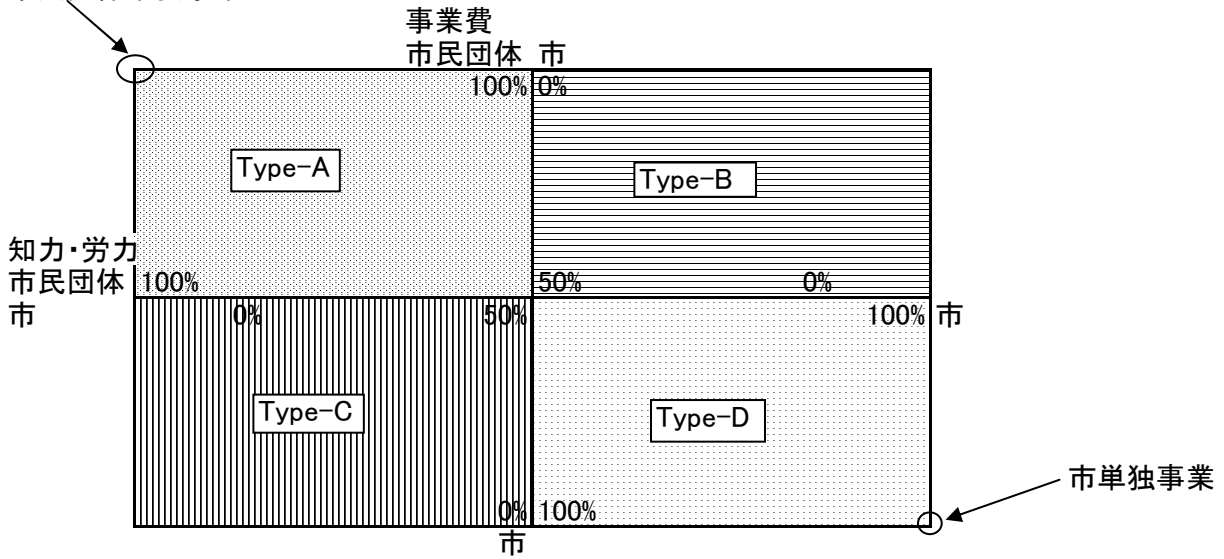 事業費
市民団体 市
100% 0%
Type-A
Type-B
知力・労力
市民団体 100% 50% 0%
市 0% 50% 100% 市
Type-C
Type-D
市単独事業
0% 100%
市